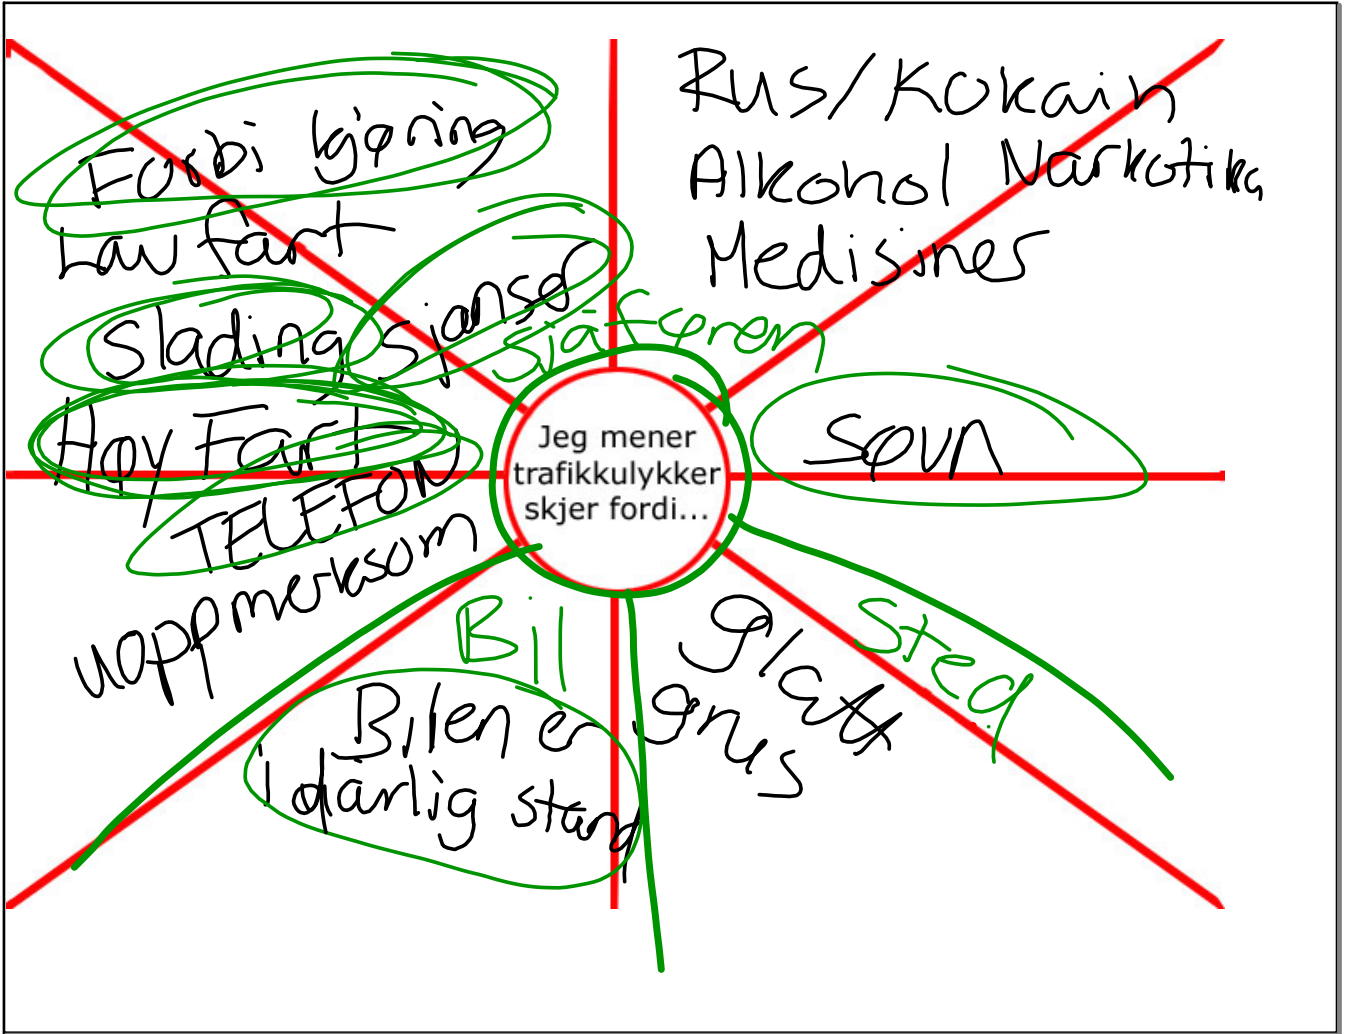 Forbi kjøring
Lav fart
Slading sjanser
Høy Fart
TELEFON
uoppmerksom
Rus/Kokain
Alkohol Narkotika
Medisiner
Sjåføren
Søvn
Jeg mener
trafikkulykker
skjer fordi...
Bil
Bilen er
i dårlig stand
Sted
Glatt
grus